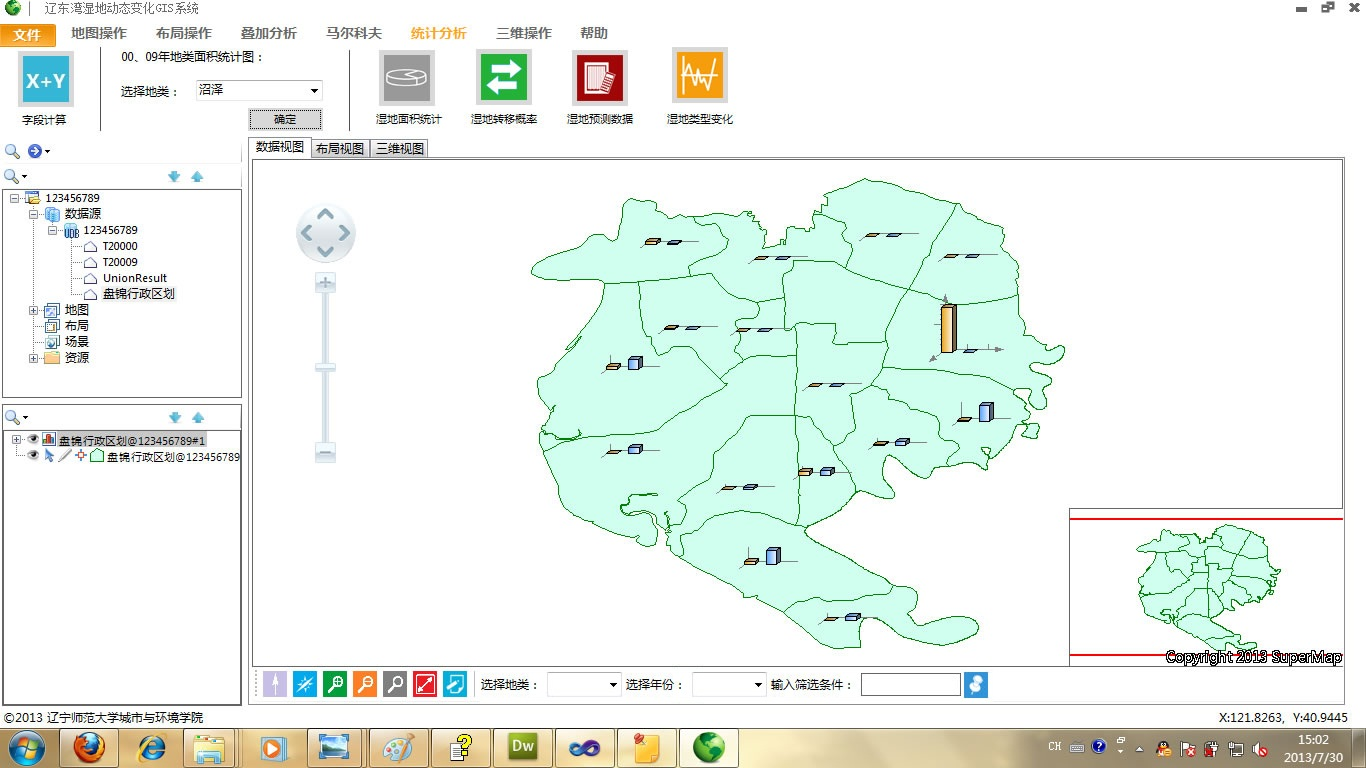 辽东湾湿地动态变化GIS系统
文件 地图操作 布局操作 叠加分析 马尔科夫 统计分析 三维操作 帮助
X+Y
字段计算
00、09年地类面积统计图：
选择地类： 沼泽
确定
湿地面积统计 湿地转移概率 湿地预测数据 湿地类型变化
数据视图 布局视图 三维视图
123456789
数据源
UDB 123456789
T20000
T20009
UnionResult
盘锦行政区划
地图
布局
场景
资源
盘锦行政区划@123456789#1
盘锦行政区划@123456789
Copyright 2013 SuperMap
选择地类： 选择年份： 输入筛选条件：
©2013 辽宁师范大学城市与环境学院
X:121.8263, Y:40.9445
Dw
CH
15:02
2013/7/30